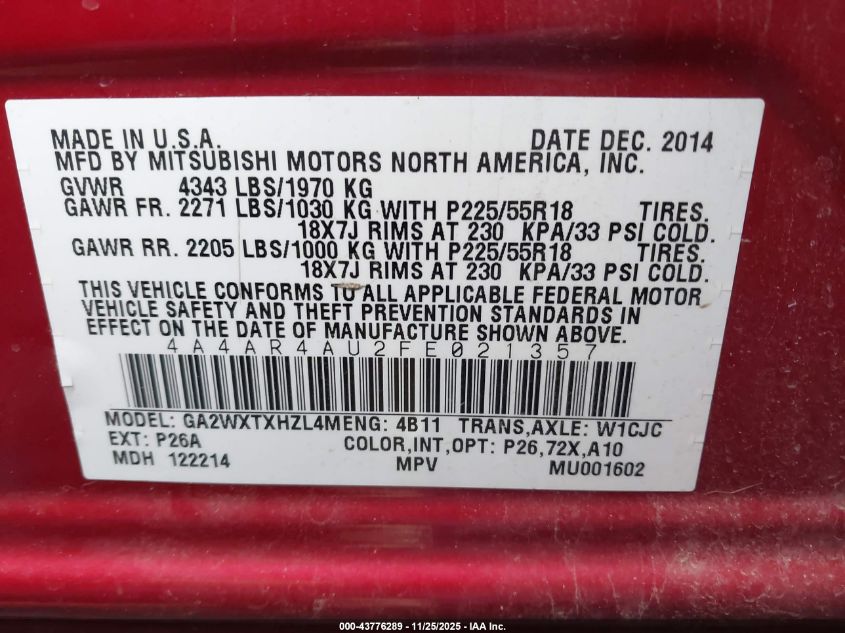 MADE IN U.S.A. DATE DEC. 2014
MFD BY MITSUBISHI MOTORS NORTH AMERICA, INC.
GVWR 4343 LBS/1970 KG
GAWR FR. 2271 LBS/1030 KG WITH P225/55R18 TIRES.
18X7J RIMS AT 230 KPA/33 PSI COLD.
GAWR RR. 2205 LBS/1000 KG WITH P225/55R18 TIRES.
18X7J RIMS AT 230 KPA/33 PSI COLD.
THIS VEHICLE CONFORMS TO ALL APPLICABLE FEDERAL MOTOR
VEHICLE SAFETY AND THEFT PREVENTION STANDARDS IN
EFFECT ON THE DATE OF MANUFACTURE SHOWN ABOVE.
4A4AR4AU2FE021357
MODEL: GA2WXTXHZL4MENG: 4B11 TRANS,AXLE: W1CJC
EXT: P26A COLOR,INT,OPT: P26,72X,A10
MDH 122214 MPV MU001602
000-43776289 - 11/25/2025 - IAA Inc.